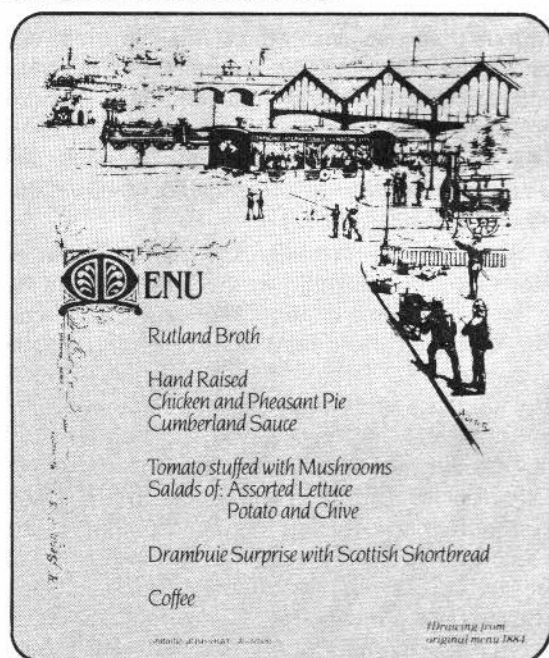 MENU
Rutland Broth
Hand Raised
Chicken and Pheasant Pie
Cumberland Sauce
Tomato stuffed with Mushrooms
Salads of: Assorted Lettuce
Potato and Chive
Drambuie Surprise with Scottish Shortbread
Coffee
Drawing from
original menu 1884